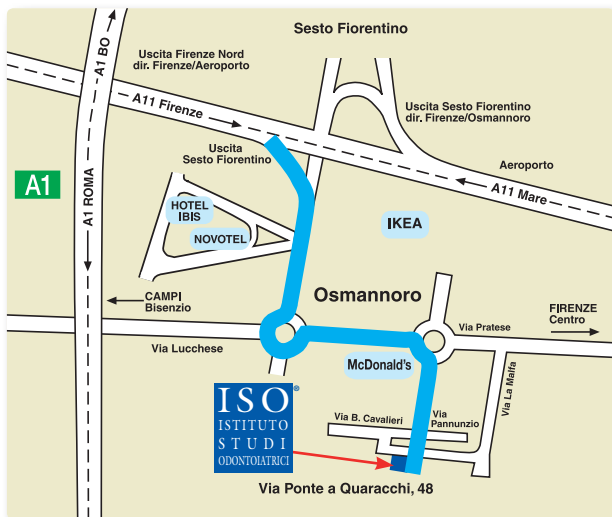 Sesto Fiorentino
A1 BO
Uscita Firenze Nord
dir. Firenze/Aeroporto
A11 Firenze
Uscita Sesto Fiorentino
dir. Firenze/Osmannoro
Uscita
Sesto Fiorentino
Aeroporto
A11 Mare
A1
A1 ROMA
HOTEL
IBIS
NOVOTEL
IKEA
CAMPI
Bisenzio
Osmannoro
FIRENZE
Centro
Via Pratese
Via Lucchese
McDonald's
Via La Malfa
ISO®
ISTITUTO
STUDI
ODONTOIATRICI
Via B. Cavalieri
Via
Pannunzio
Via Ponte a Quaracchi, 48